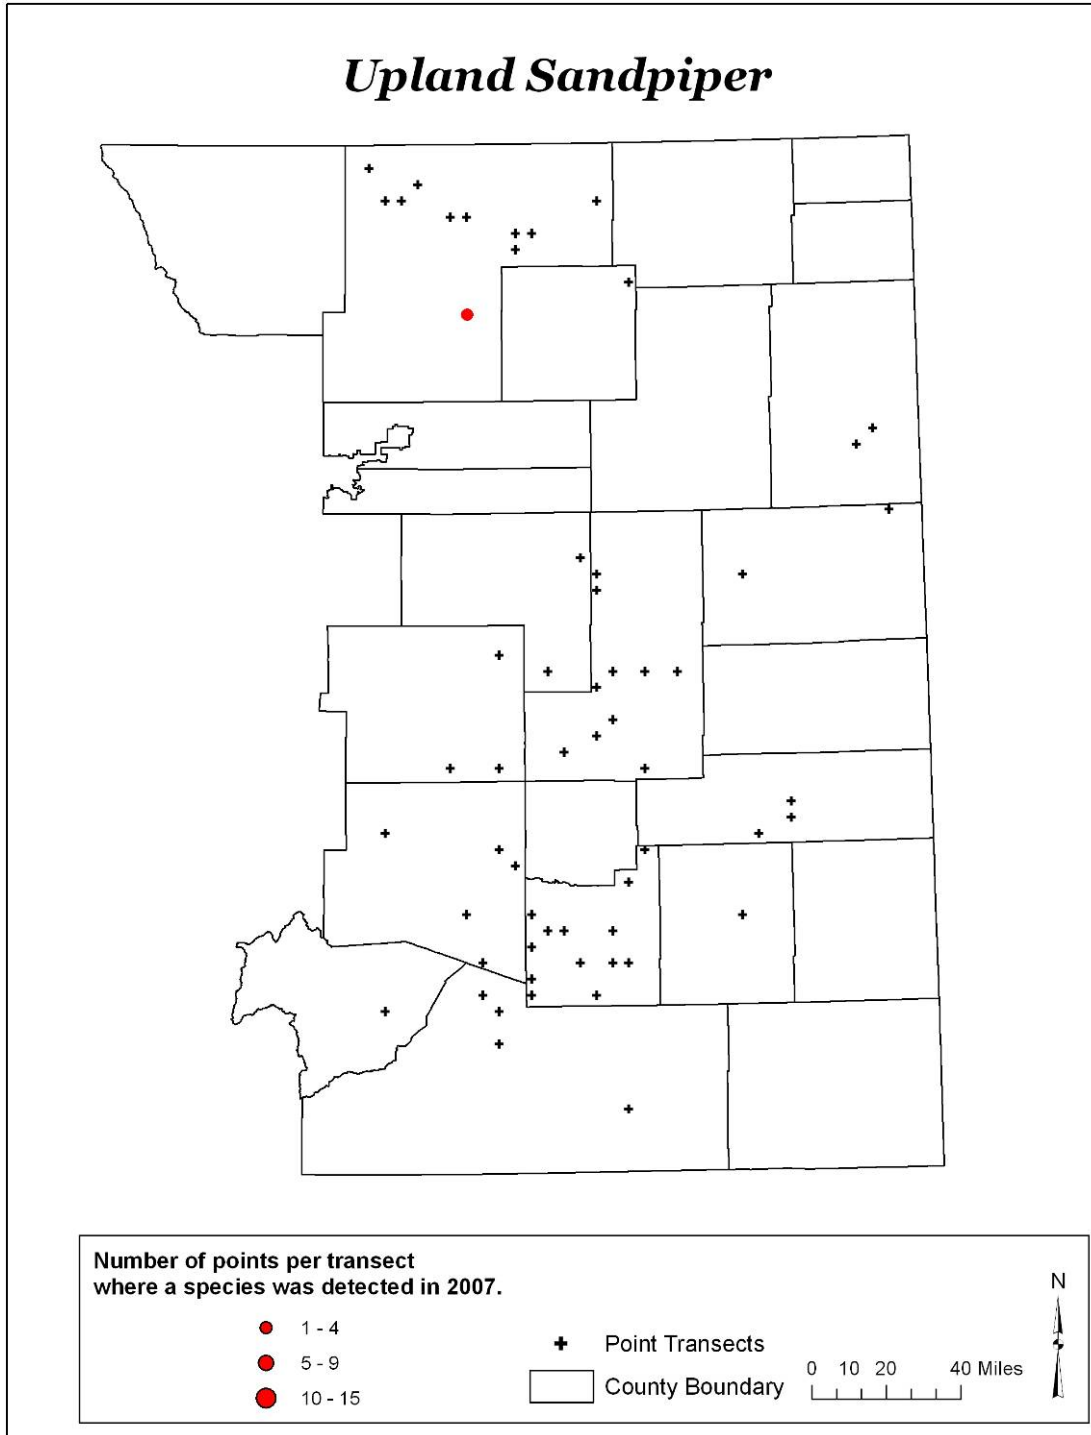 Upland Sandpiper
Number of points per transect
where a species was detected in 2007.
1 - 4
5 - 9
10 - 15
Point Transects
County Boundary
N
0 10 20 40 Miles